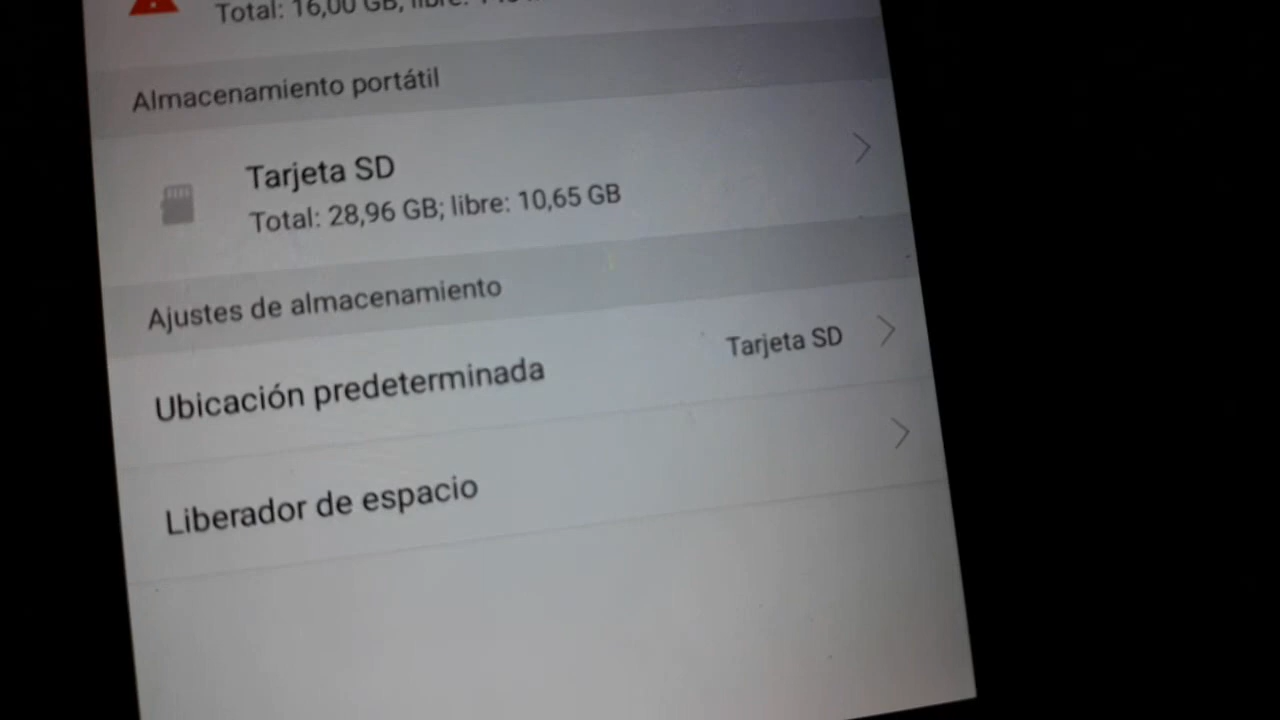 Total: 16,00 GB; libre:
Almacenamiento portátil
Tarjeta SD
Total: 28,96 GB; libre: 10,65 GB
Ajustes de almacenamiento
Ubicación predeterminada Tarjeta SD
Liberador de espacio